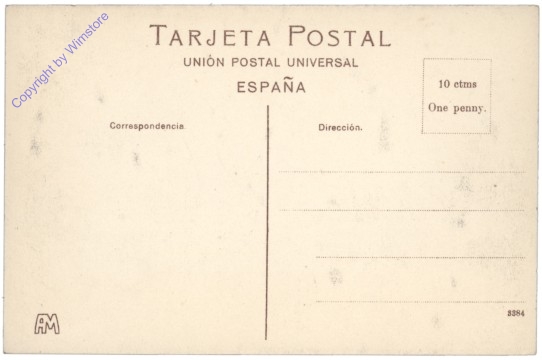 Copyright by Wimstore
TARJETA POSTAL
UNIÓN POSTAL UNIVERSAL
ESPAÑA
10 ctms
One penny.
Correspondencia.
Dirección.
AM
3384